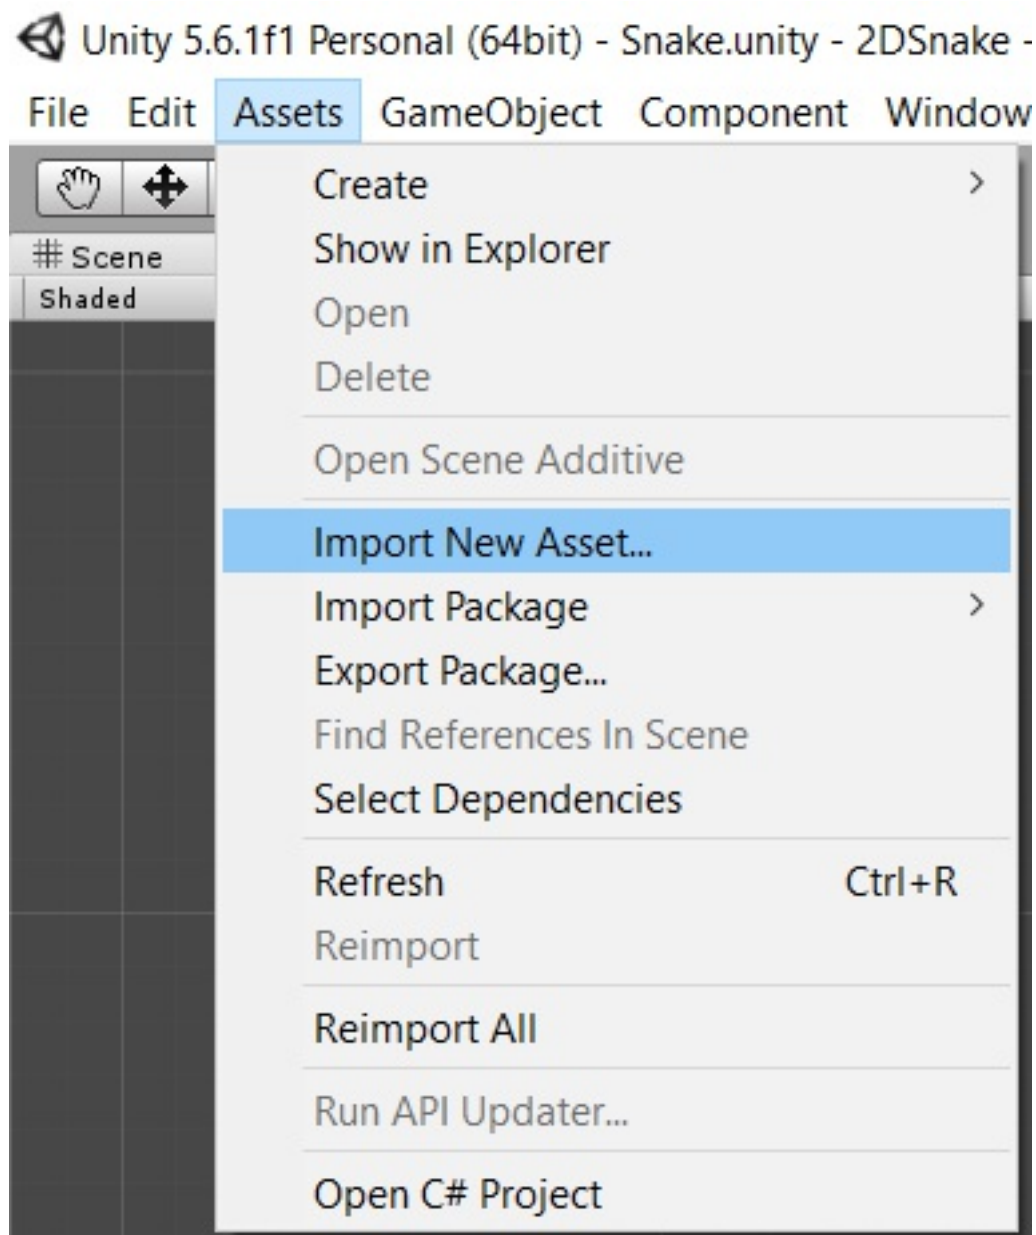 Unity 5.6.1f1 Personal (64bit) - Snake.unity - 2DSnake -
File Edit Assets GameObject Component Window
Create >
Scene
Show in Explorer
Shaded
Open
Delete
Open Scene Additive
Import New Asset...
Import Package >
Export Package...
Find References In Scene
Select Dependencies
Refresh Ctrl+R
Reimport
Reimport All
Run API Updater...
Open C# Project